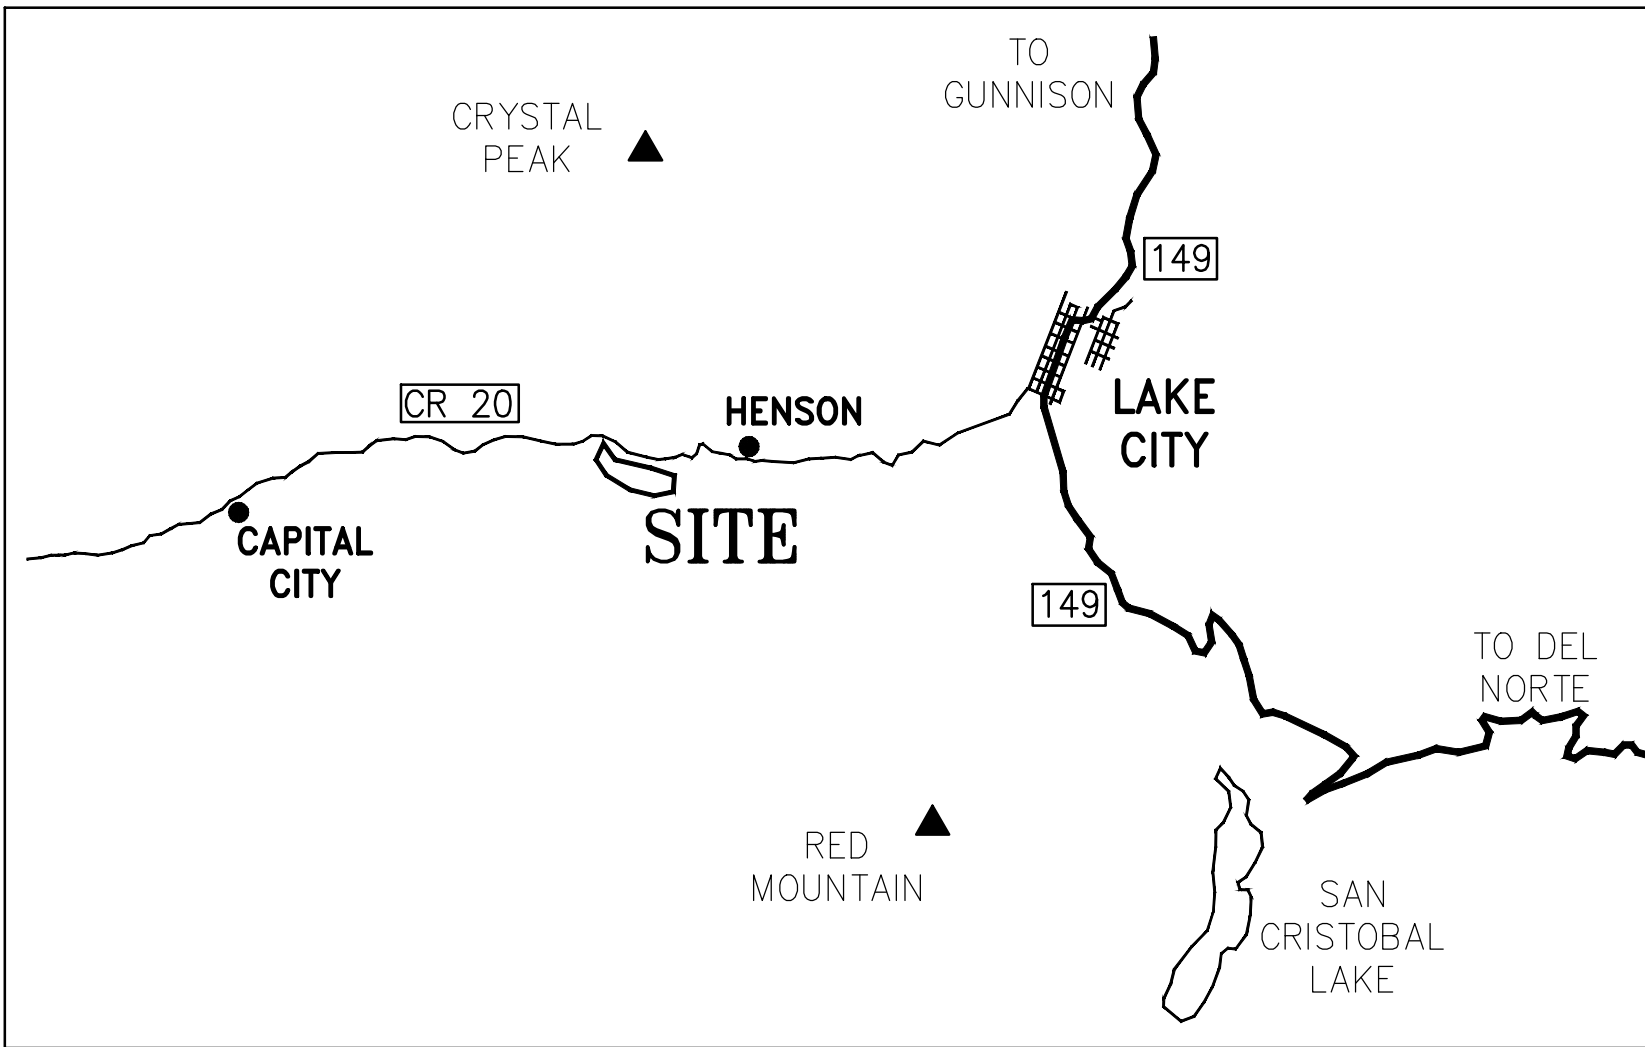 TO
GUNNISON
CRYSTAL
PEAK
149
CR 20
HENSON
LAKE
CITY
SITE
CAPITAL
CITY
149
TO DEL
NORTE
RED
MOUNTAIN
SAN
CRISTOBAL
LAKE